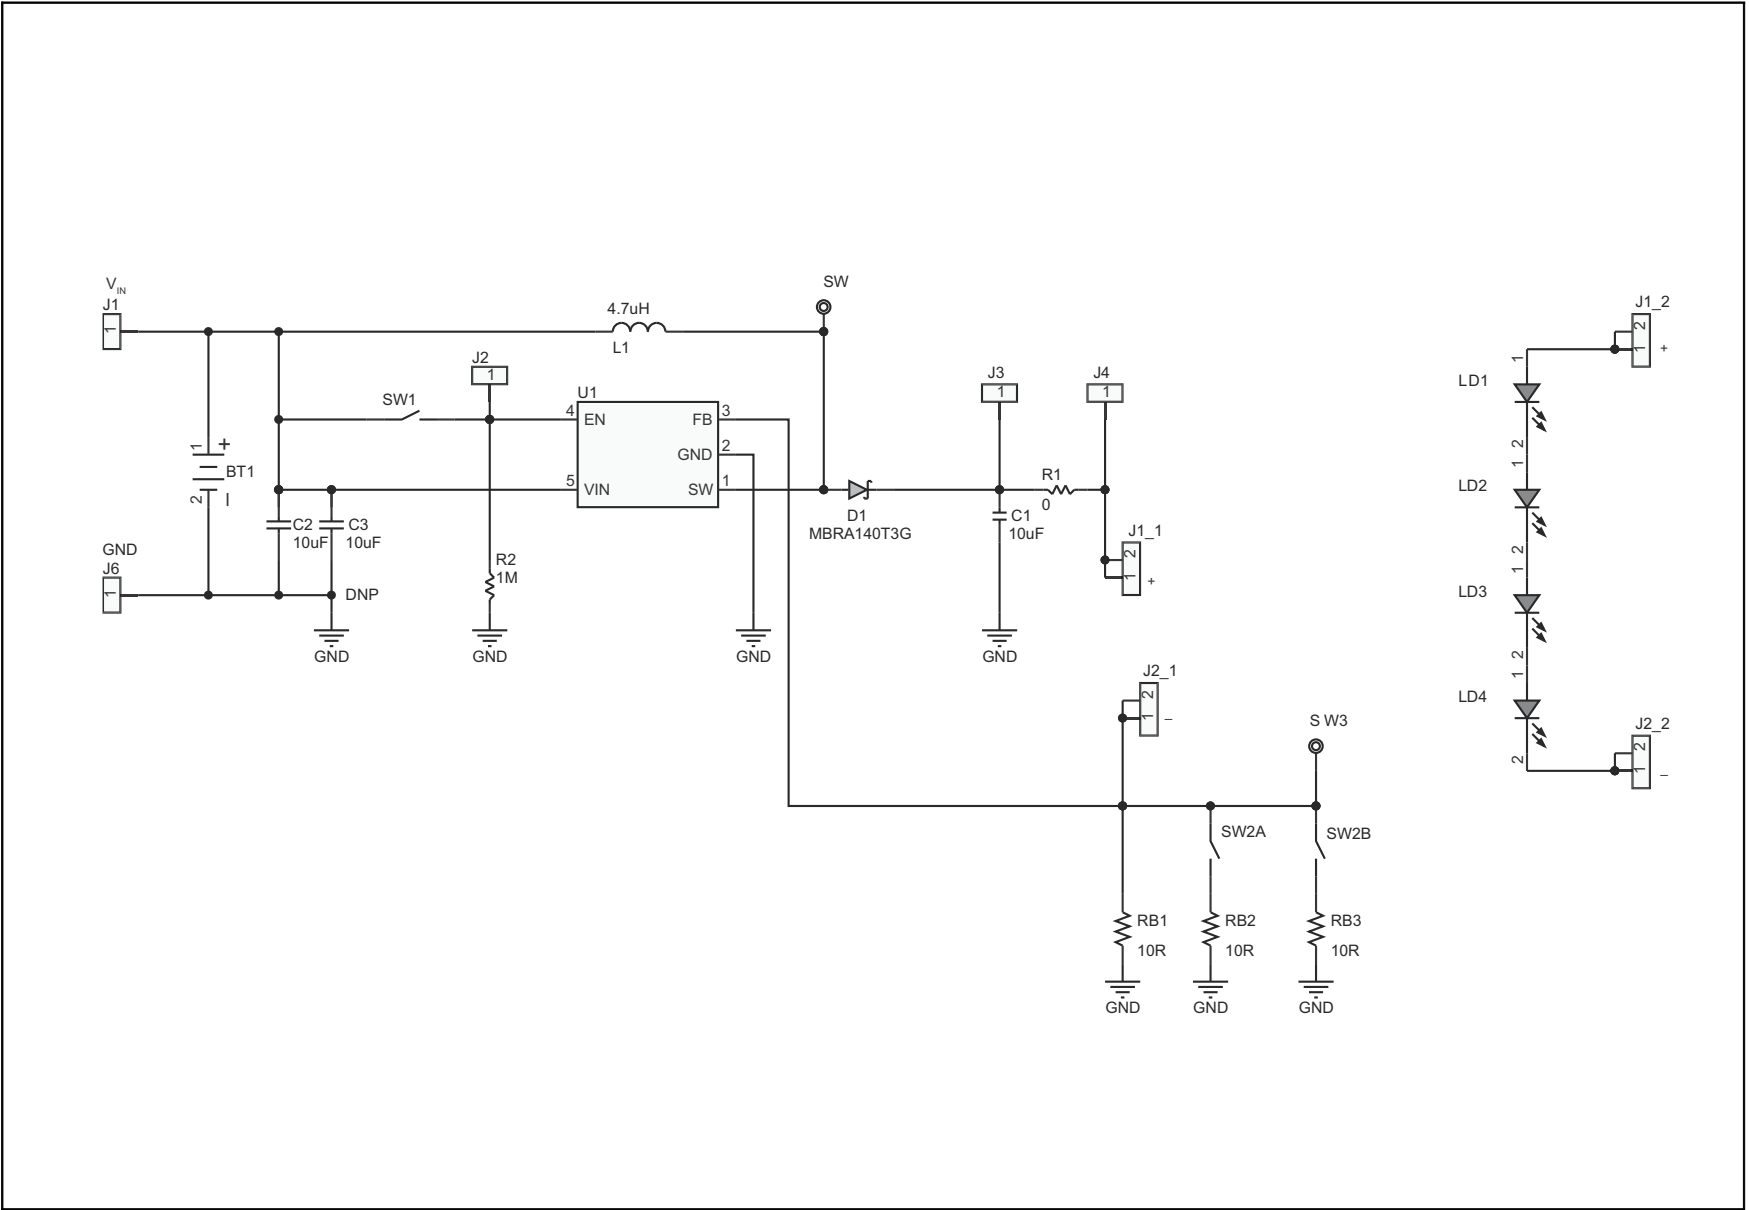 V IN
J1
1
4.7uH
L1
SW
J2
1
SW1
U1
4
EN
FB
3
GND
2
5
VIN
SW
1
1
+
BT1
2
I
C2
10uF
C3
10uF
GND
J6
1
DNP
GND
R2
1M
GND
GND
D1
MBRA140T3G
J3
1
J4
1
R1
0
C1
10uF
GND
J1_1
2
1
+
J2_1
2
1
–
S W3
SW2A
SW2B
RB1
10R
RB2
10R
RB3
10R
GND
GND
GND
J1_2
2
1
+
1
LD1
2
1
LD2
2
1
LD3
2
1
LD4
2
J2_2
2
1
–